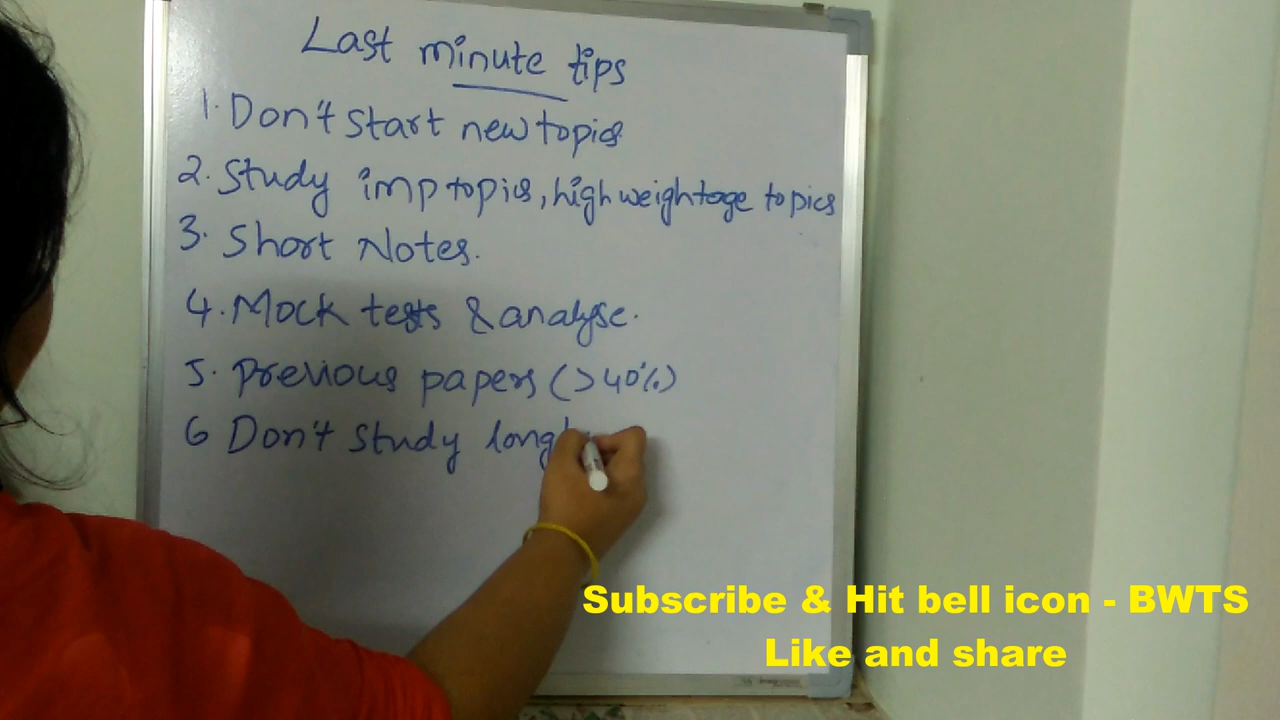 Last minute tips
1. Don't start new topics
2. Study imp topics, high weightage topics
3. Short Notes.
4. Mock tests & analyse.
5. Previous papers (>40%)
6 Don't study long
Subscribe & Hit bell icon - BWTS
Like and share